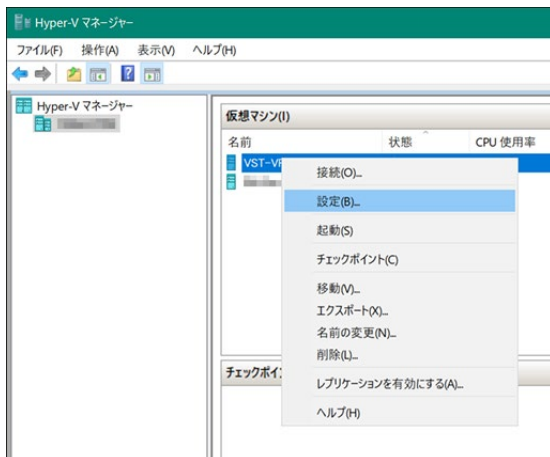 Hyper-V マネージャー
ファイル(F) 操作(A) 表示(V) ヘルプ(H)
Hyper-V マネージャー
仮想マシン(I)
名前 状態 CPU 使用率
接続(O)...
設定(B)...
起動(S)
チェックポイント(C)
移動(V)...
エクスポート(X)...
名前の変更(N)...
削除(L)...
レプリケーションを有効にする(A)...
ヘルプ(H)